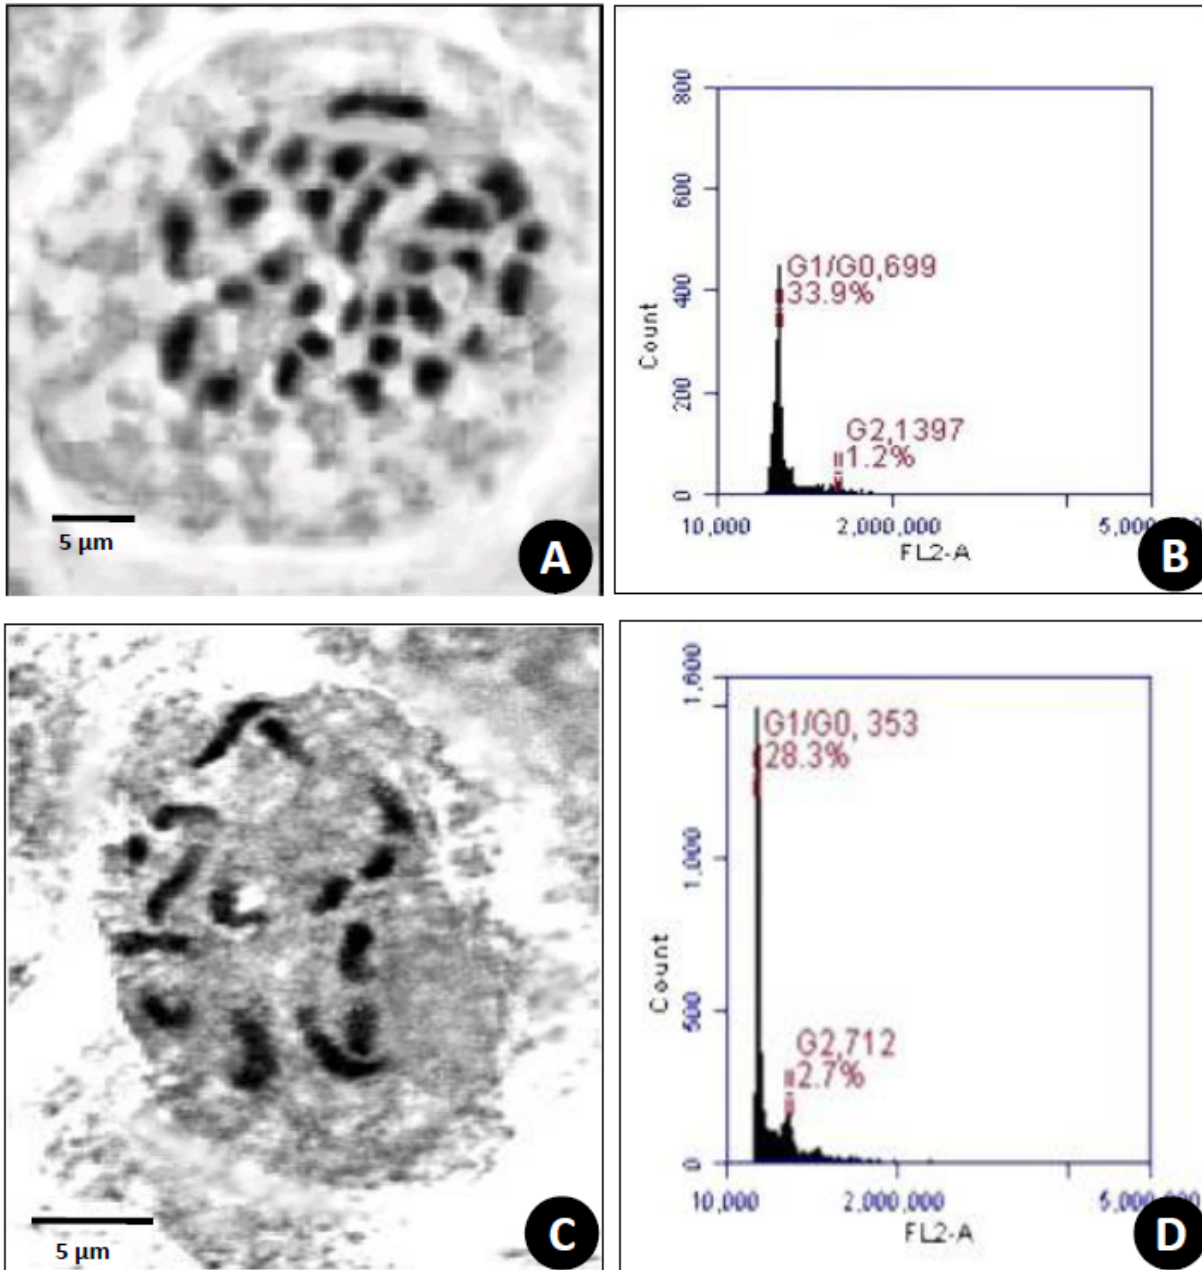 5 µm
A
800
600
400
200
0
Count
G1/G0,699
33.9%
G2,1397
1.2%
10,000
2,000,000
FL2-A
B
5 µm
C
1,600
1,000
500
0
Count
G1/G0, 353
28.3%
G2,712
2.7%
10,000
2,000,000
FL2-A
D